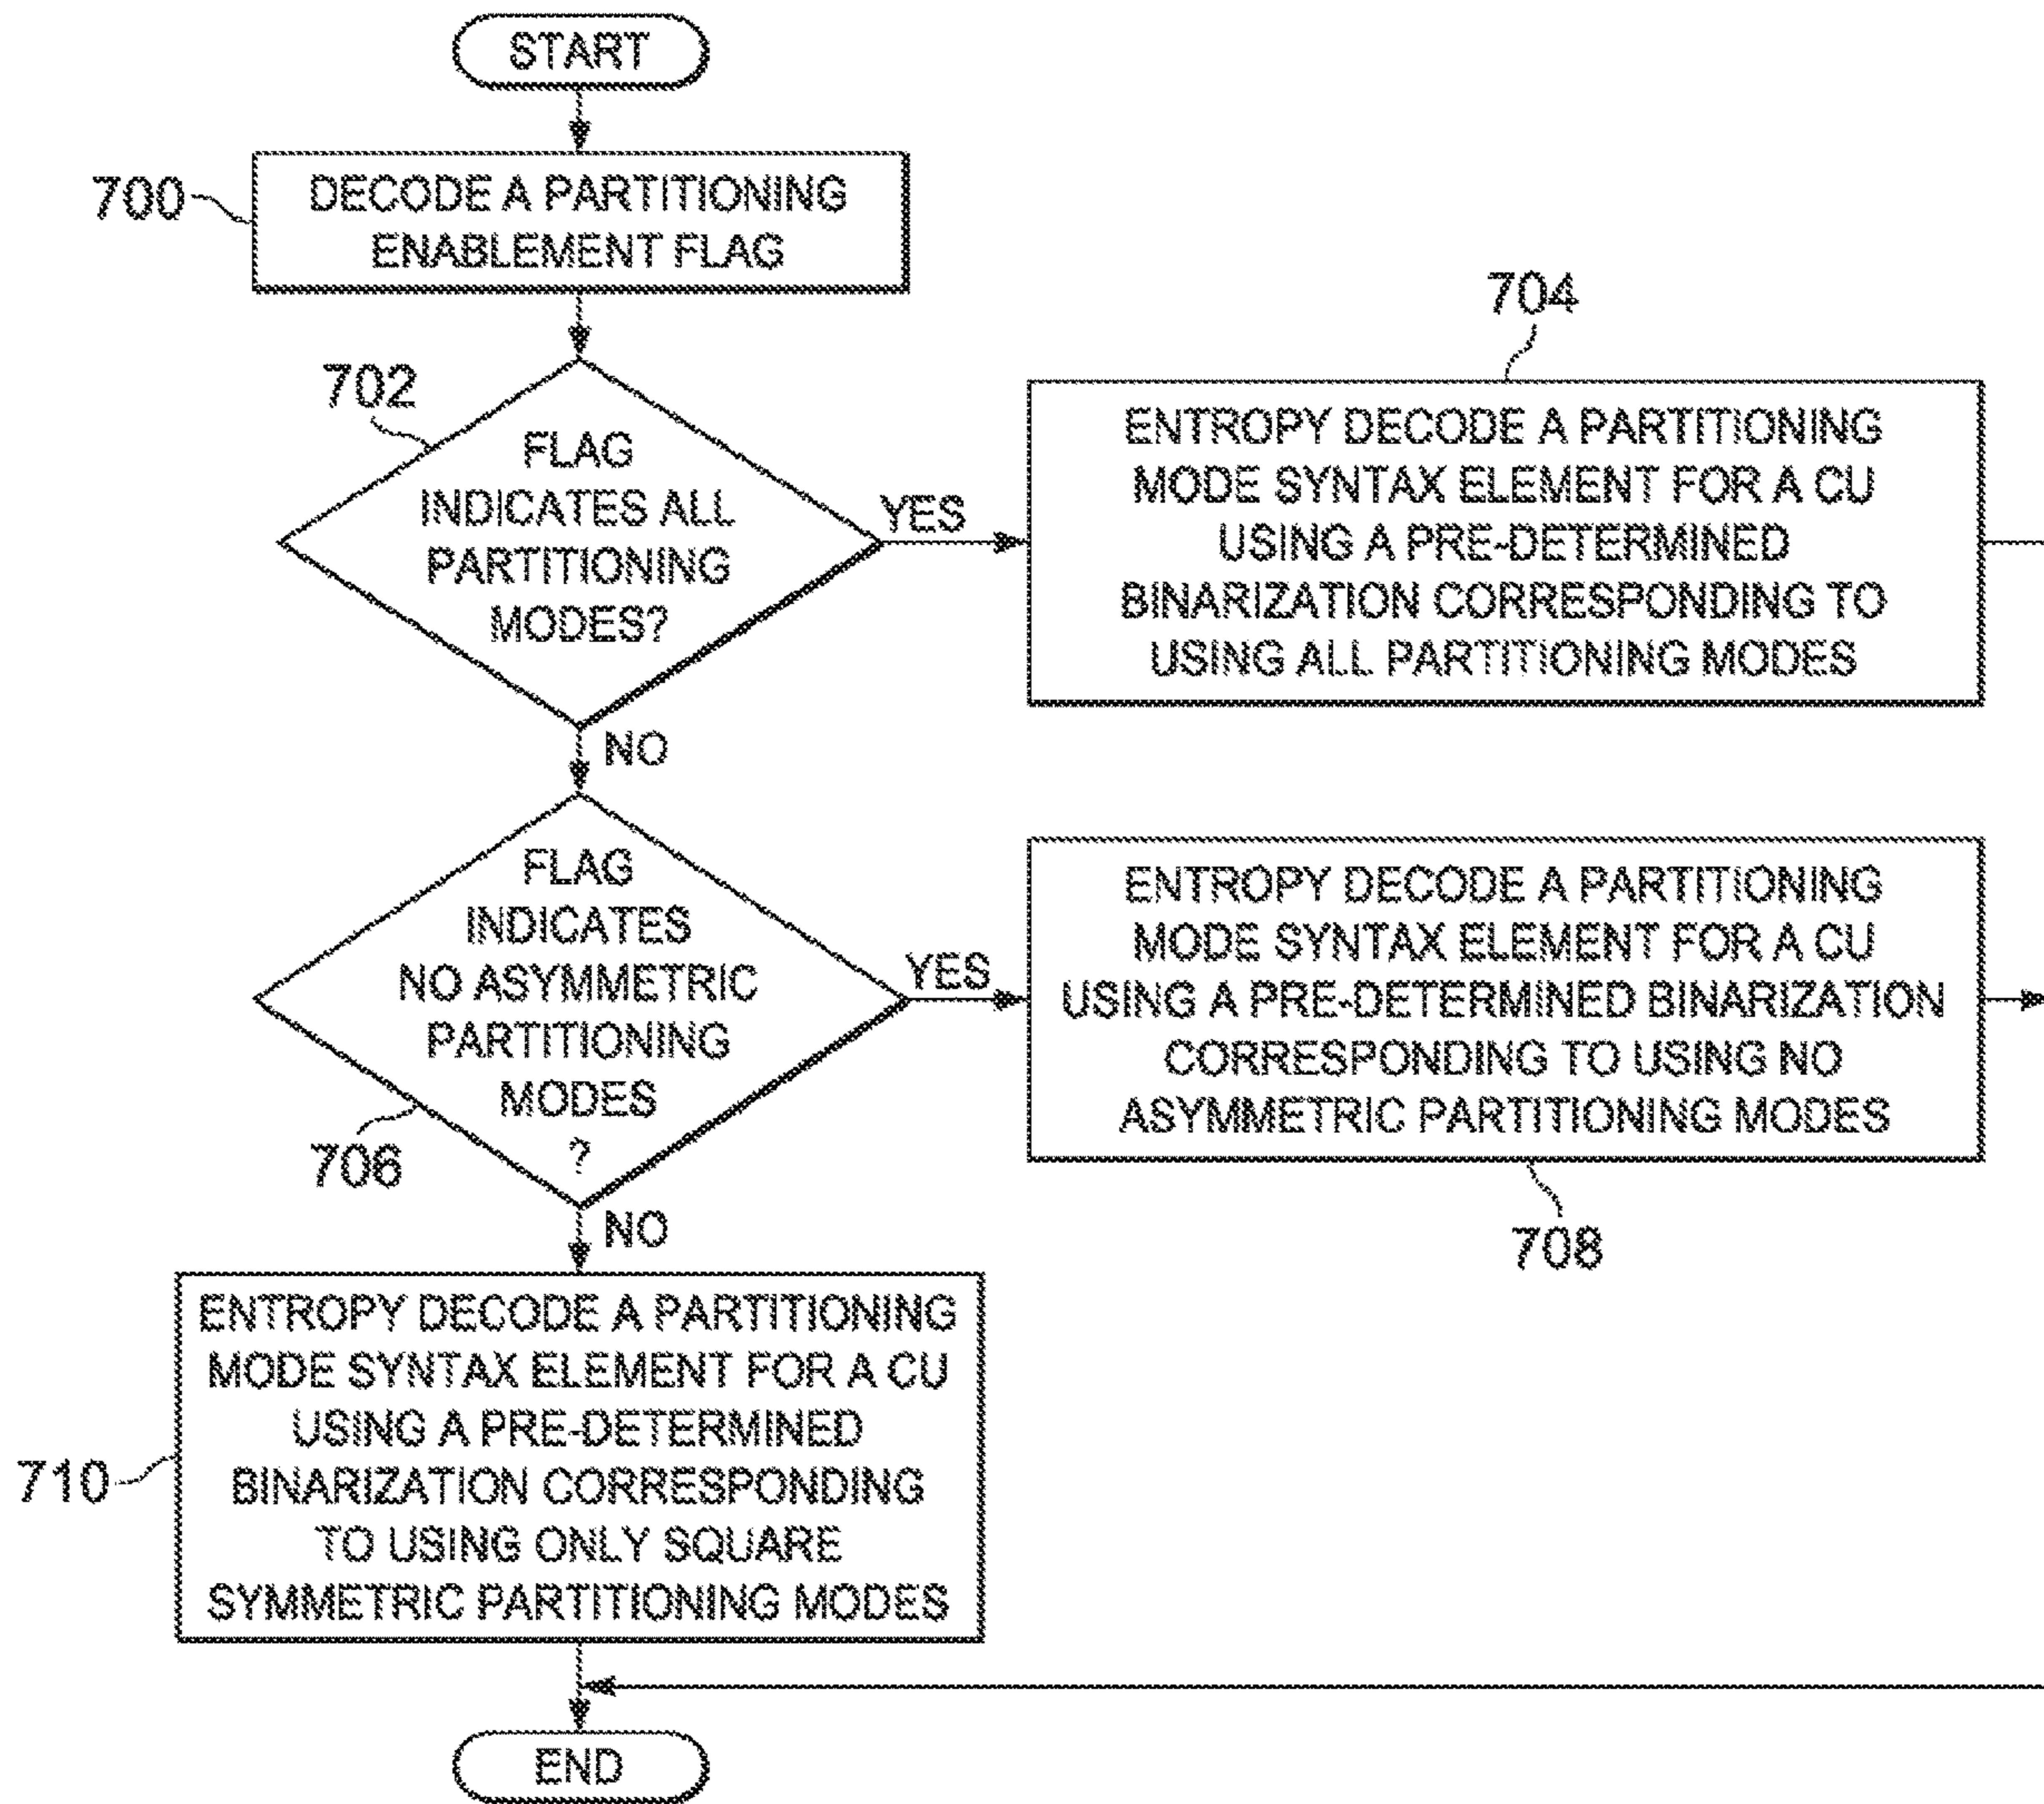 START
700
DECODE A PARTITIONING
ENABLEMENT FLAG
702
FLAG
INDICATES ALL
PARTITIONING
MODES?
YES
704
ENTROPY DECODE A PARTITIONING
MODE SYNTAX ELEMENT FOR A CU
USING A PRE-DETERMINED
BINARIZATION CORRESPONDING TO
USING ALL PARTITIONING MODES
NO
FLAG
INDICATES
NO ASYMMETRIC
PARTITIONING
MODES
?
706
YES
ENTROPY DECODE A PARTITIONING
MODE SYNTAX ELEMENT FOR A CU
USING A PRE-DETERMINED BINARIZATION
CORRESPONDING TO USING NO
ASYMMETRIC PARTITIONING MODES
708
NO
710
ENTROPY DECODE A PARTITIONING
MODE SYNTAX ELEMENT FOR A CU
USING A PRE-DETERMINED
BINARIZATION CORRESPONDING
TO USING ONLY SQUARE
SYMMETRIC PARTITIONING MODES
END